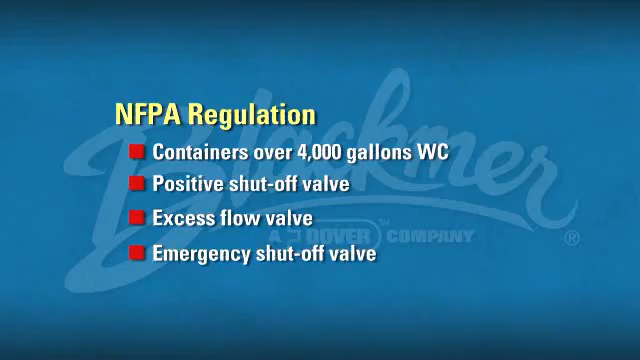 NFPA Regulation
Containers over 4,000 gallons WC
Positive shut-off valve
Excess flow valve
Emergency shut-off valve
Blackmer®
A DOVER™ COMPANY